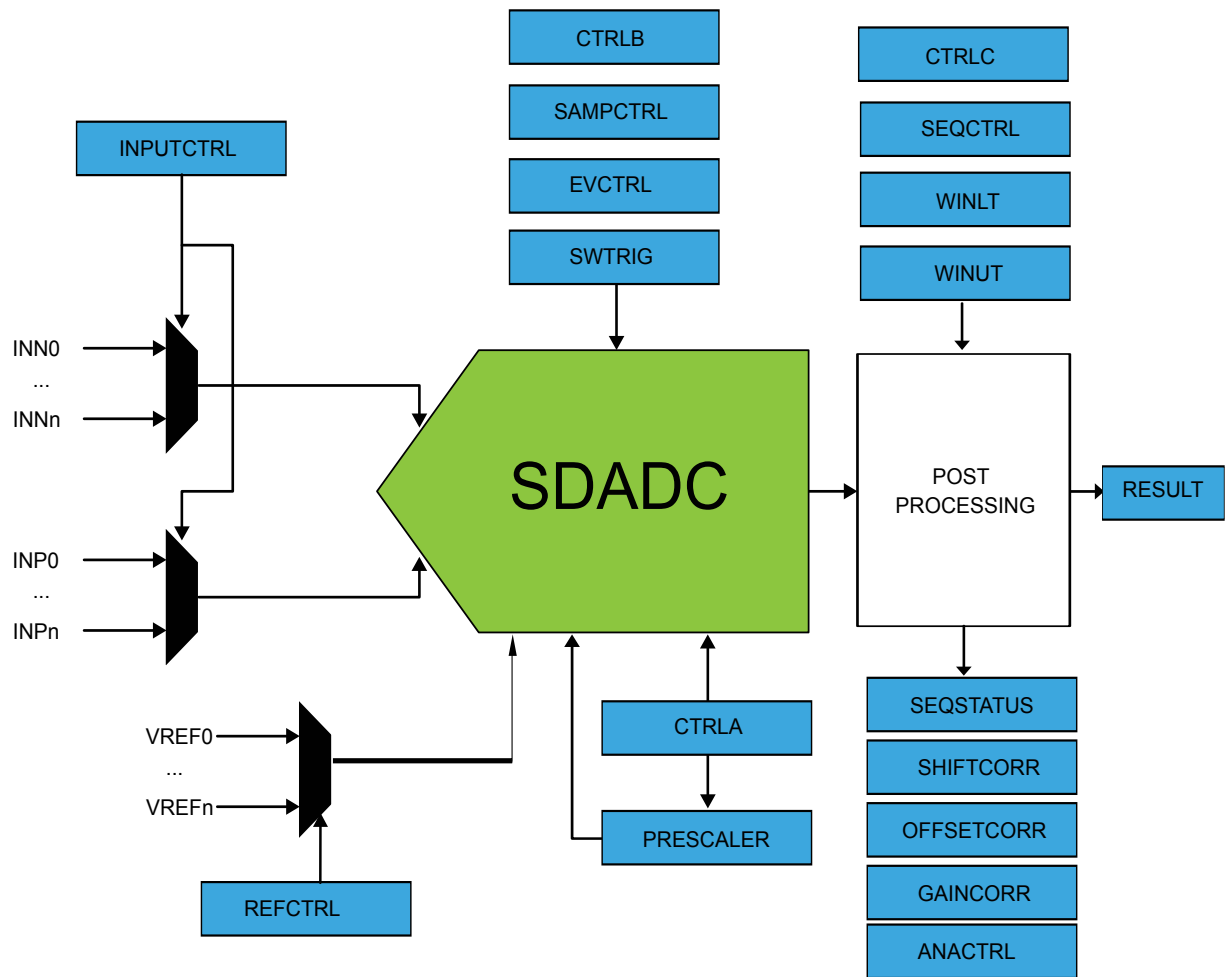 CTRLB
SAMPCTRL
EVCTRL
SWTRIG
CTRLC
SEQCTRL
WINLT
WINUT
INPUTCTRL
INN0
...
INNn
INP0
...
INPn
SDADC
POST
PROCESSING
RESULT
VREF0
...
VREFn
REFCTRL
CTRLA
PRESCALER
SEQSTATUS
SHIFTCORR
OFFSETCORR
GAINCORR
ANACTRL